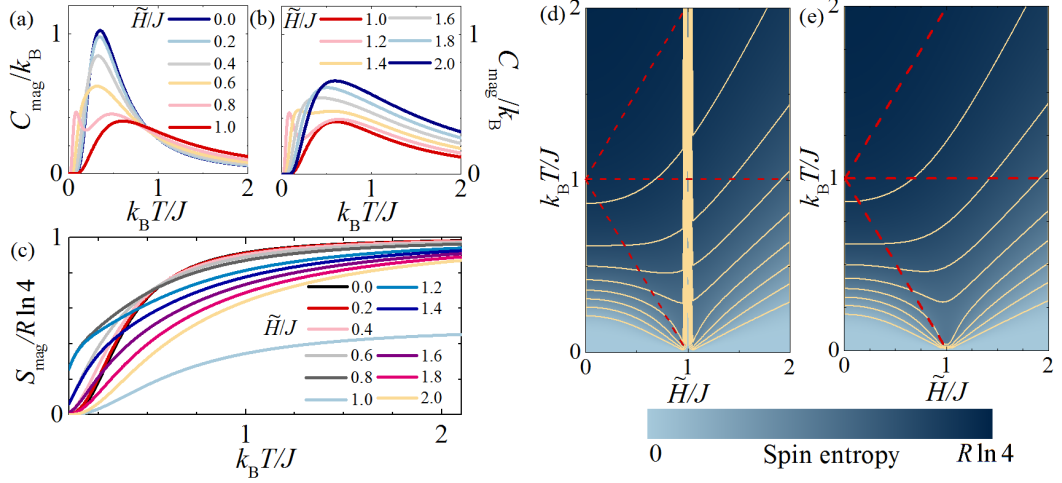 (a) H̃/J 0.0
0.2
0.4
0.6
0.8
1.0
1
0
C_mag/k_B
0 1 2
k_BT/J
(b) H̃/J 1.0 1.6
1.2 1.8
1.4 2.0
1
0
C_mag/k_B
0 1 2
k_BT/J
(c)
1
0
S_mag/R ln 4
H̃/J
0.0 1.2
0.2 1.4
0.4
0.6 1.6
0.8 1.8
1.0 2.0
1 2
k_BT/J
(d)
2
1
0
k_BT/J
0 1 2
H̃/J
(e)
2
1
0
k_BT/J
0 1 2
H̃/J
0 Spin entropy R ln 4